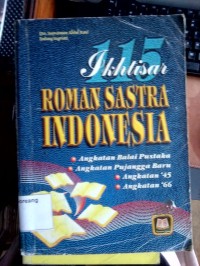 115
Ikhtisar
ROMAN SASTRA
INDONESIA
• Angkatan Balai Pustaka
• Angkatan Pujangga Baru
• Angkatan '45
• Angkatan '66